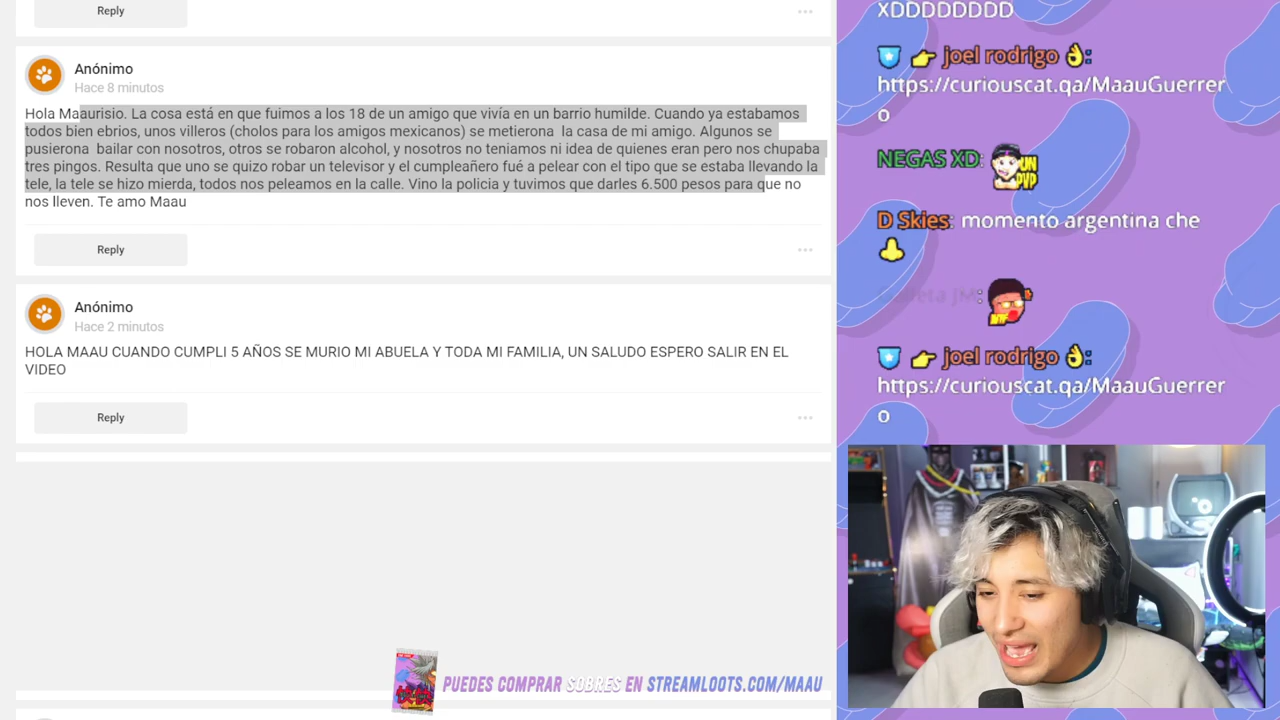 Reply
Anónimo
Hace 8 minutos
Hola Maaurisio. La cosa está en que fuimos a los 18 de un amigo que vivía en un barrio humilde. Cuando ya estabamos
todos bien ebrios, unos villeros (cholos para los amigos mexicanos) se metierona  la casa de mi amigo. Algunos se
pusierona  bailar con nosotros, otros se robaron alcohol, y nosotros no teniamos ni idea de quienes eran pero nos chupaba
tres pingos. Resulta que uno se quizo robar un televisor y el cumpleañero fué a pelear con el tipo que se estaba llevando la
tele, la tele se hizo mierda, todos nos peleamos en la calle. Vino la policia y tuvimos que darles 6.500 pesos para que no
nos lleven. Te amo Maau
Reply
Anónimo
Hace 2 minutos
HOLA MAAU CUANDO CUMPLI 5 AÑOS SE MURIO MI ABUELA Y TODA MI FAMILIA, UN SALUDO ESPERO SALIR EN EL
VIDEO
Reply
PUEDES COMPRAR SOBRES EN STREAMLOOTS.COM/MAAU
XDDDDDDDD
joel rodrigo👌:
https://curiouscat.qa/MaauGuerrer
o
NEGAS XD:
UN
PVP
D Skies: momento argentina che
joel rodrigo👌:
https://curiouscat.qa/MaauGuerrer
o